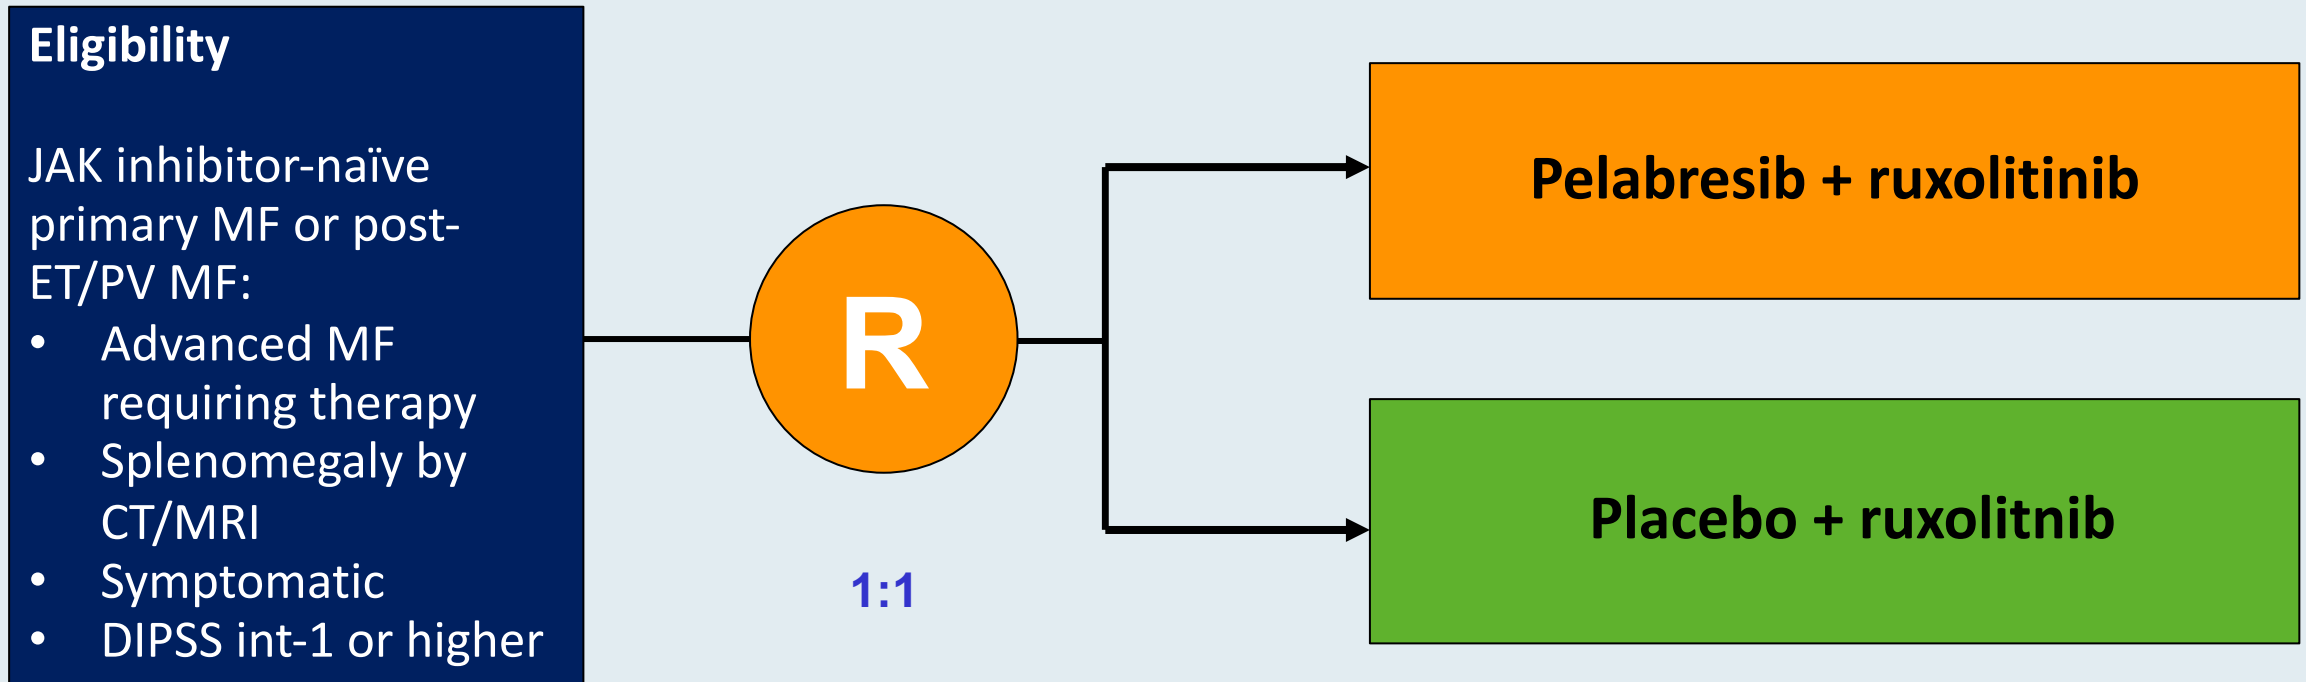 Eligibility
JAK inhibitor-naïve
primary MF or post-
ET/PV MF:
• Advanced MF
requiring therapy
• Splenomegaly by
CT/MRI
• Symptomatic
• DIPSS int-1 or higher
R
1:1
Pelabresib + ruxolitinib
Placebo + ruxolitnib